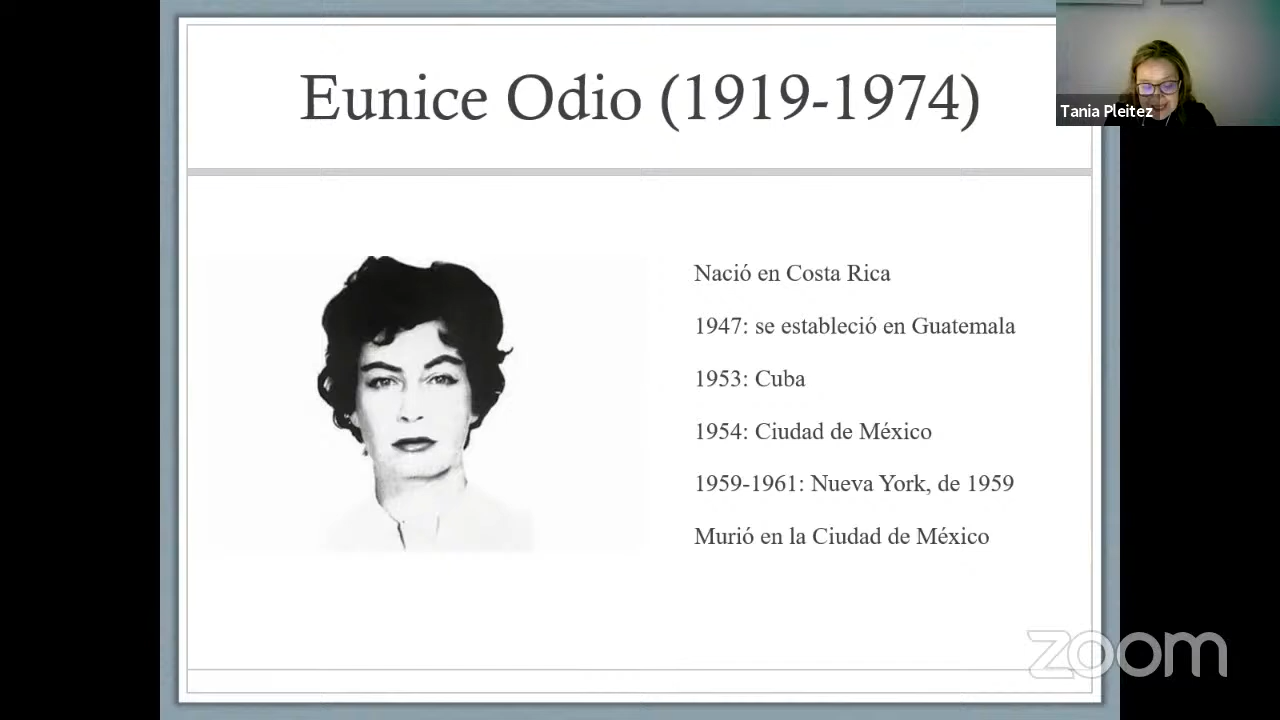 Eunice Odio (1919-1974)
Tania Pleitez
Nació en Costa Rica
1947: se estableció en Guatemala
1953: Cuba
1954: Ciudad de México
1959-1961: Nueva York, de 1959
Murió en la Ciudad de México
zoom